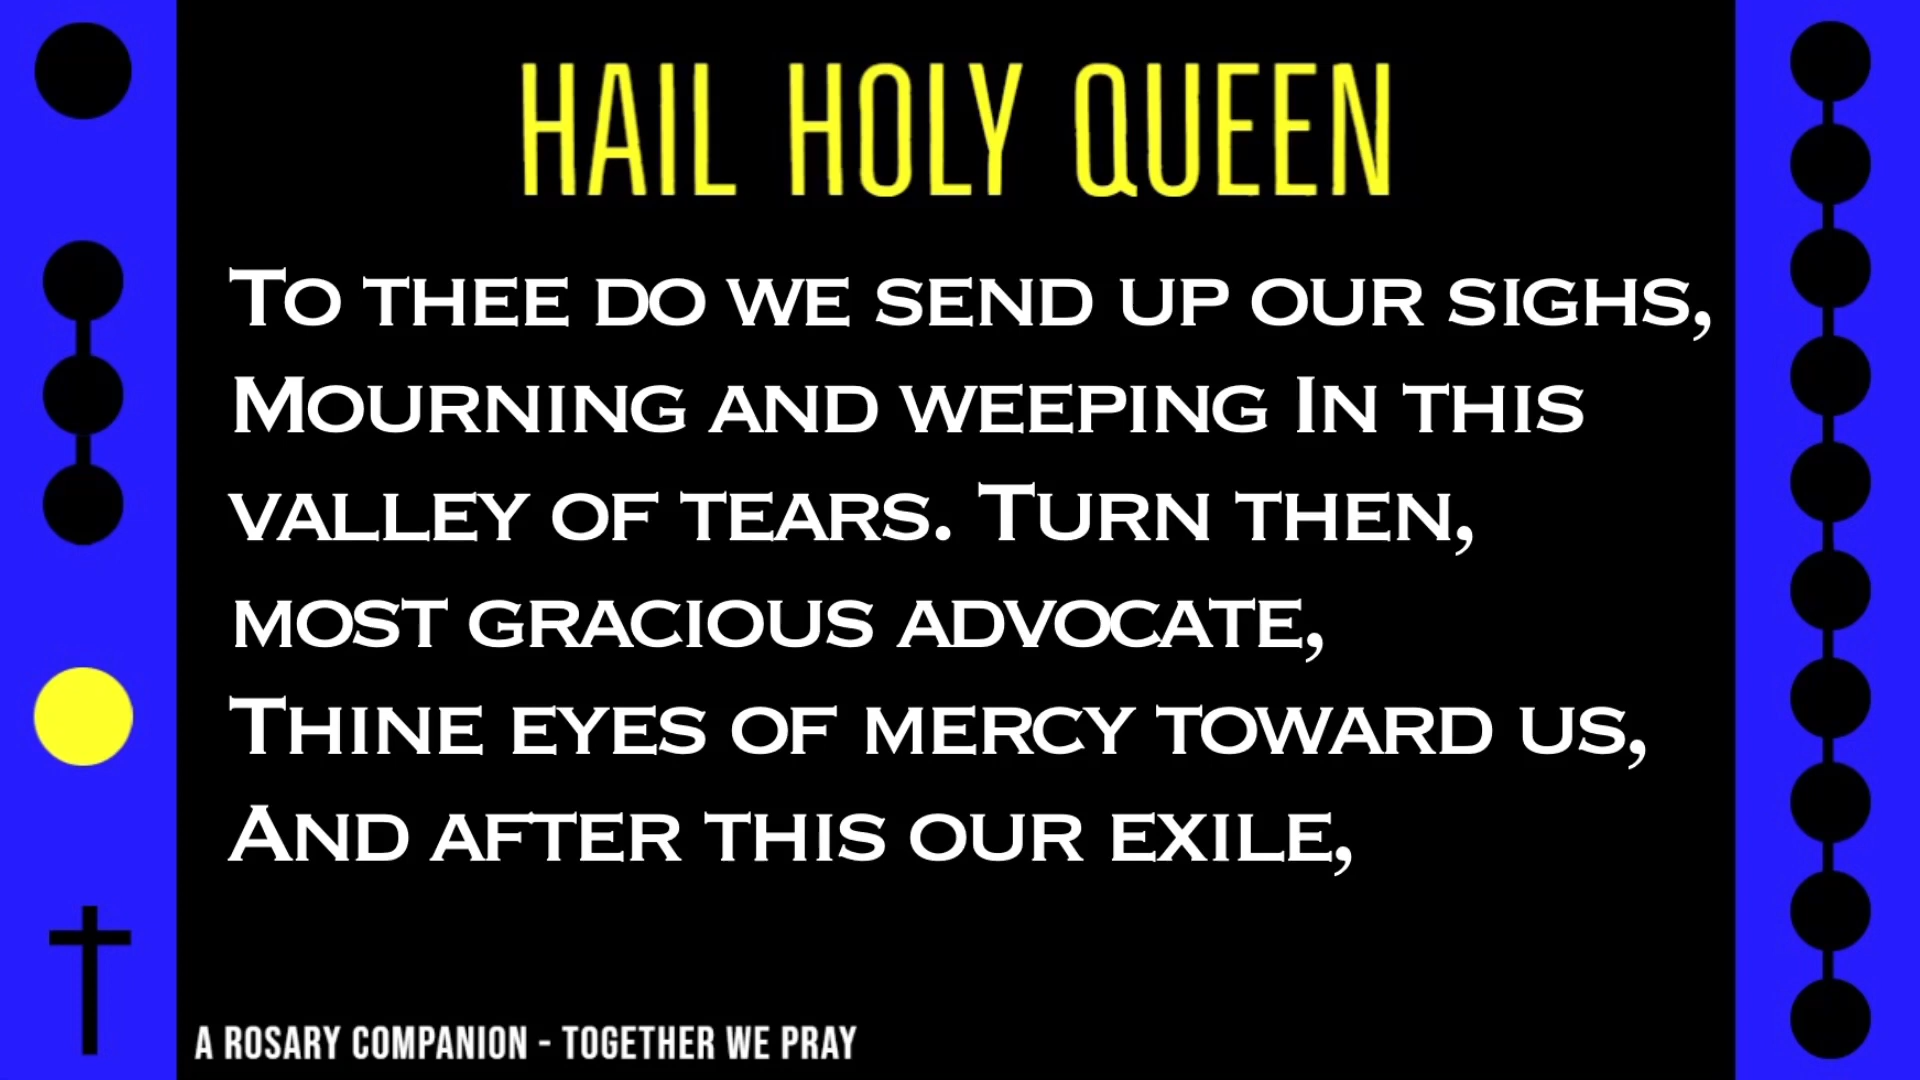 HAIL HOLY QUEEN
To thee do we send up our sighs,
Mourning and weeping In this
valley of tears. Turn then,
most gracious advocate,
Thine eyes of mercy toward us,
And after this our exile,
A ROSARY COMPANION - TOGETHER WE PRAY